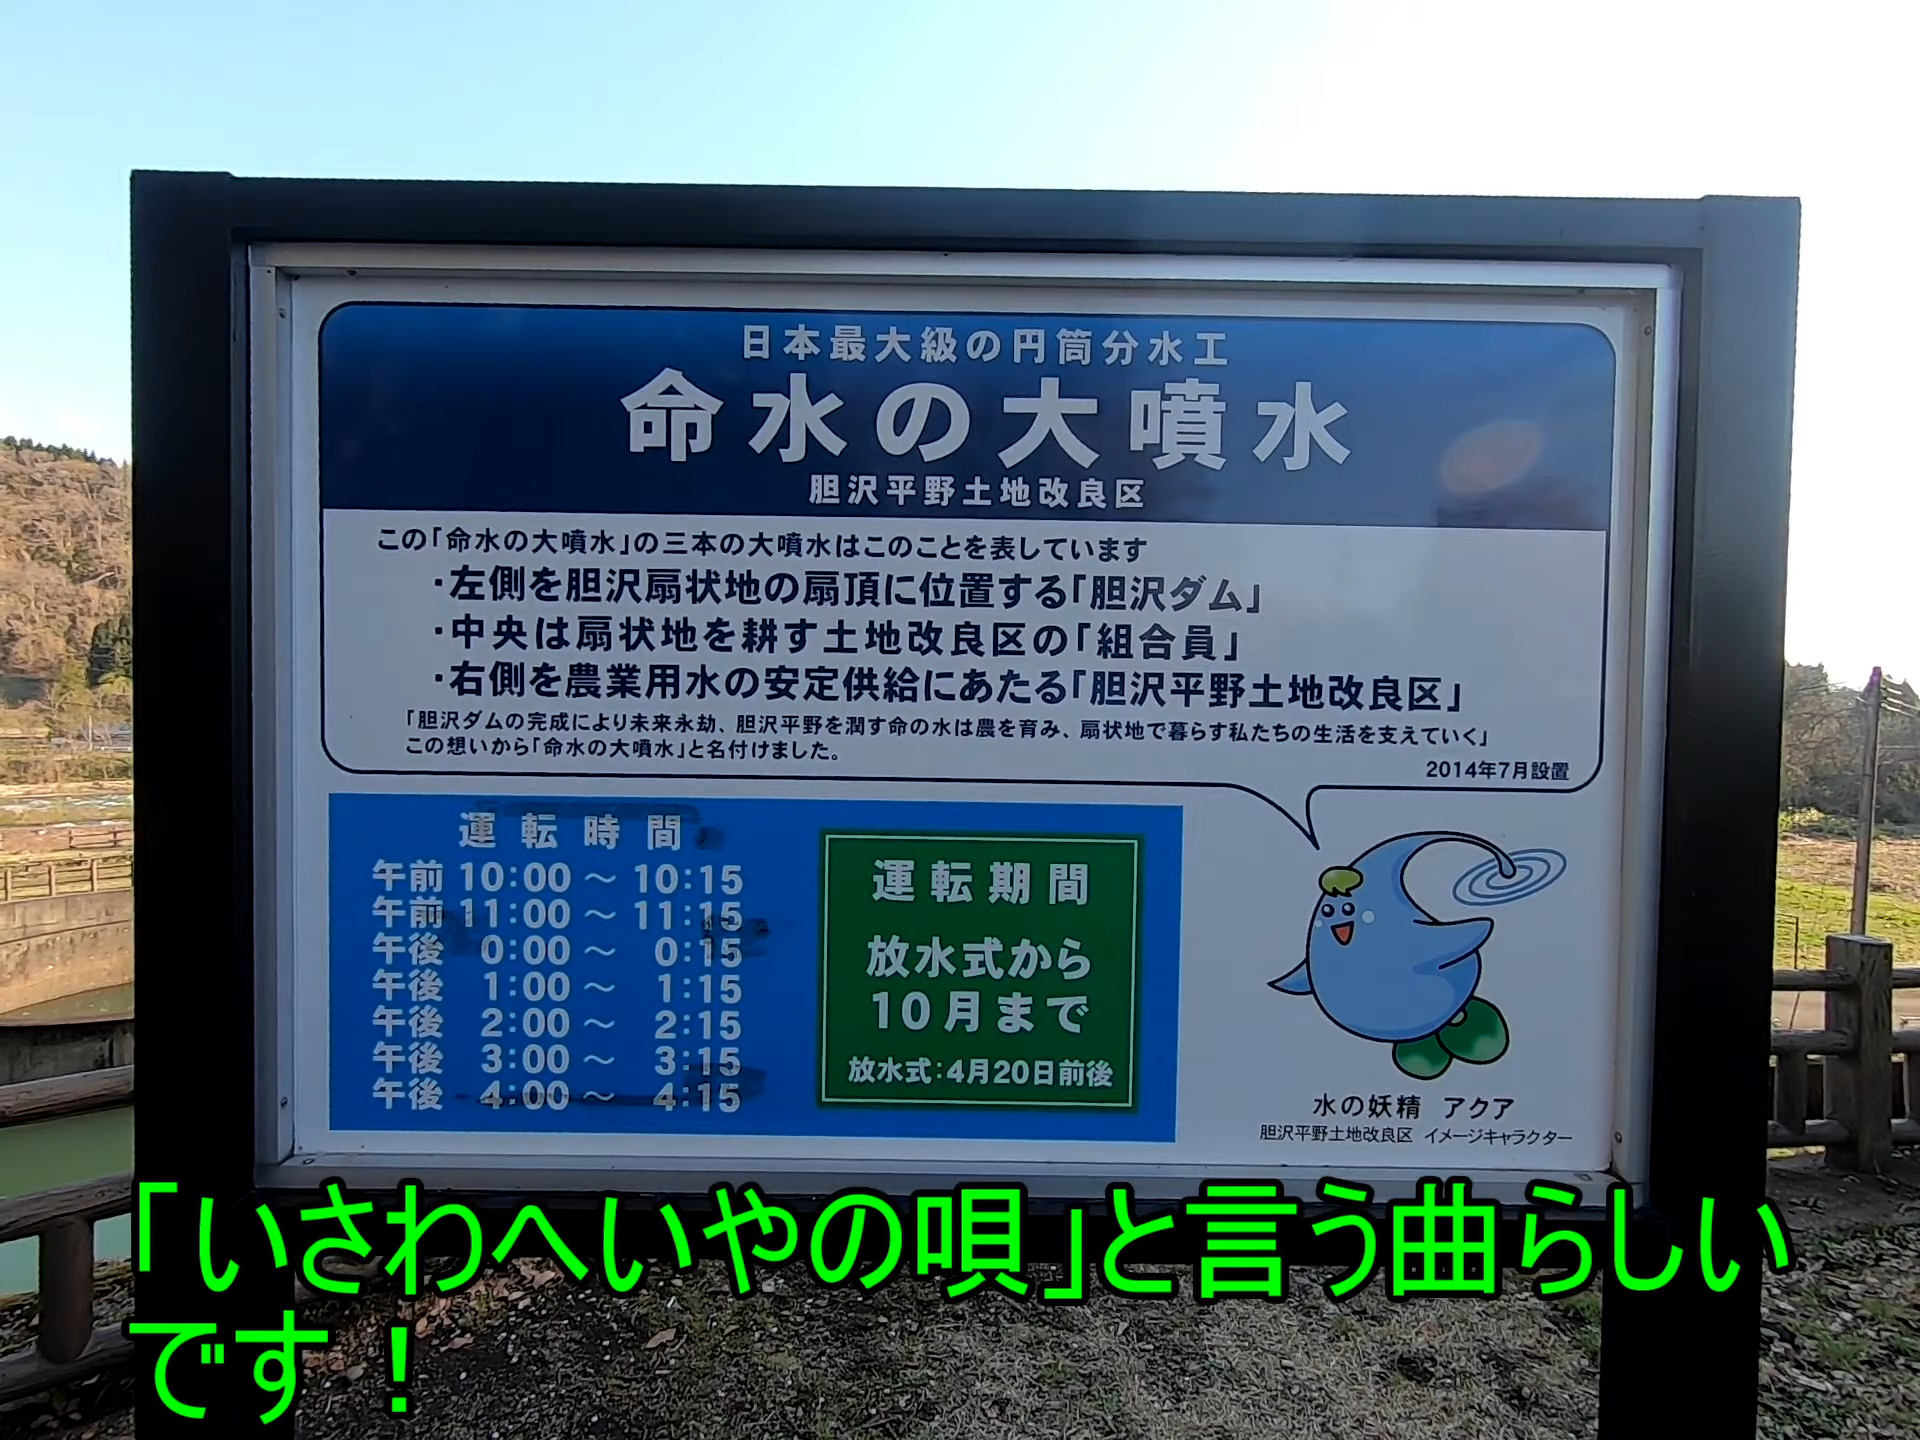 日本最大級の円筒分水工
命水の大噴水
胆沢平野土地改良区
この「命水の大噴水」の三本の大噴水はこのことを表しています
・左側を胆沢扇状地の扇頂に位置する「胆沢ダム」
・中央は扇状地を耕す土地改良区の「組合員」
・右側を農業用水の安定供給にあたる「胆沢平野土地改良区」
「胆沢ダムの完成により未来永劫、胆沢平野を潤す命の水は農を育み、扇状地で暮らす私たちの生活を支えていく」
この想いから「命水の大噴水」と名付けました。
2014年7月設置
運転時間
午前 10:00 ～ 10:15
午前 11:00 ～ 11:15
午後 0:00 ～ 0:15
午後 1:00 ～ 1:15
午後 2:00 ～ 2:15
午後 3:00 ～ 3:15
午後 4:00 ～ 4:15
運転期間
放水式から
10月まで
放水式:4月20日前後
水の妖精 アクア
胆沢平野土地改良区 イメージキャラクター
「いさわへいやの唄」と言う曲らしい
です！